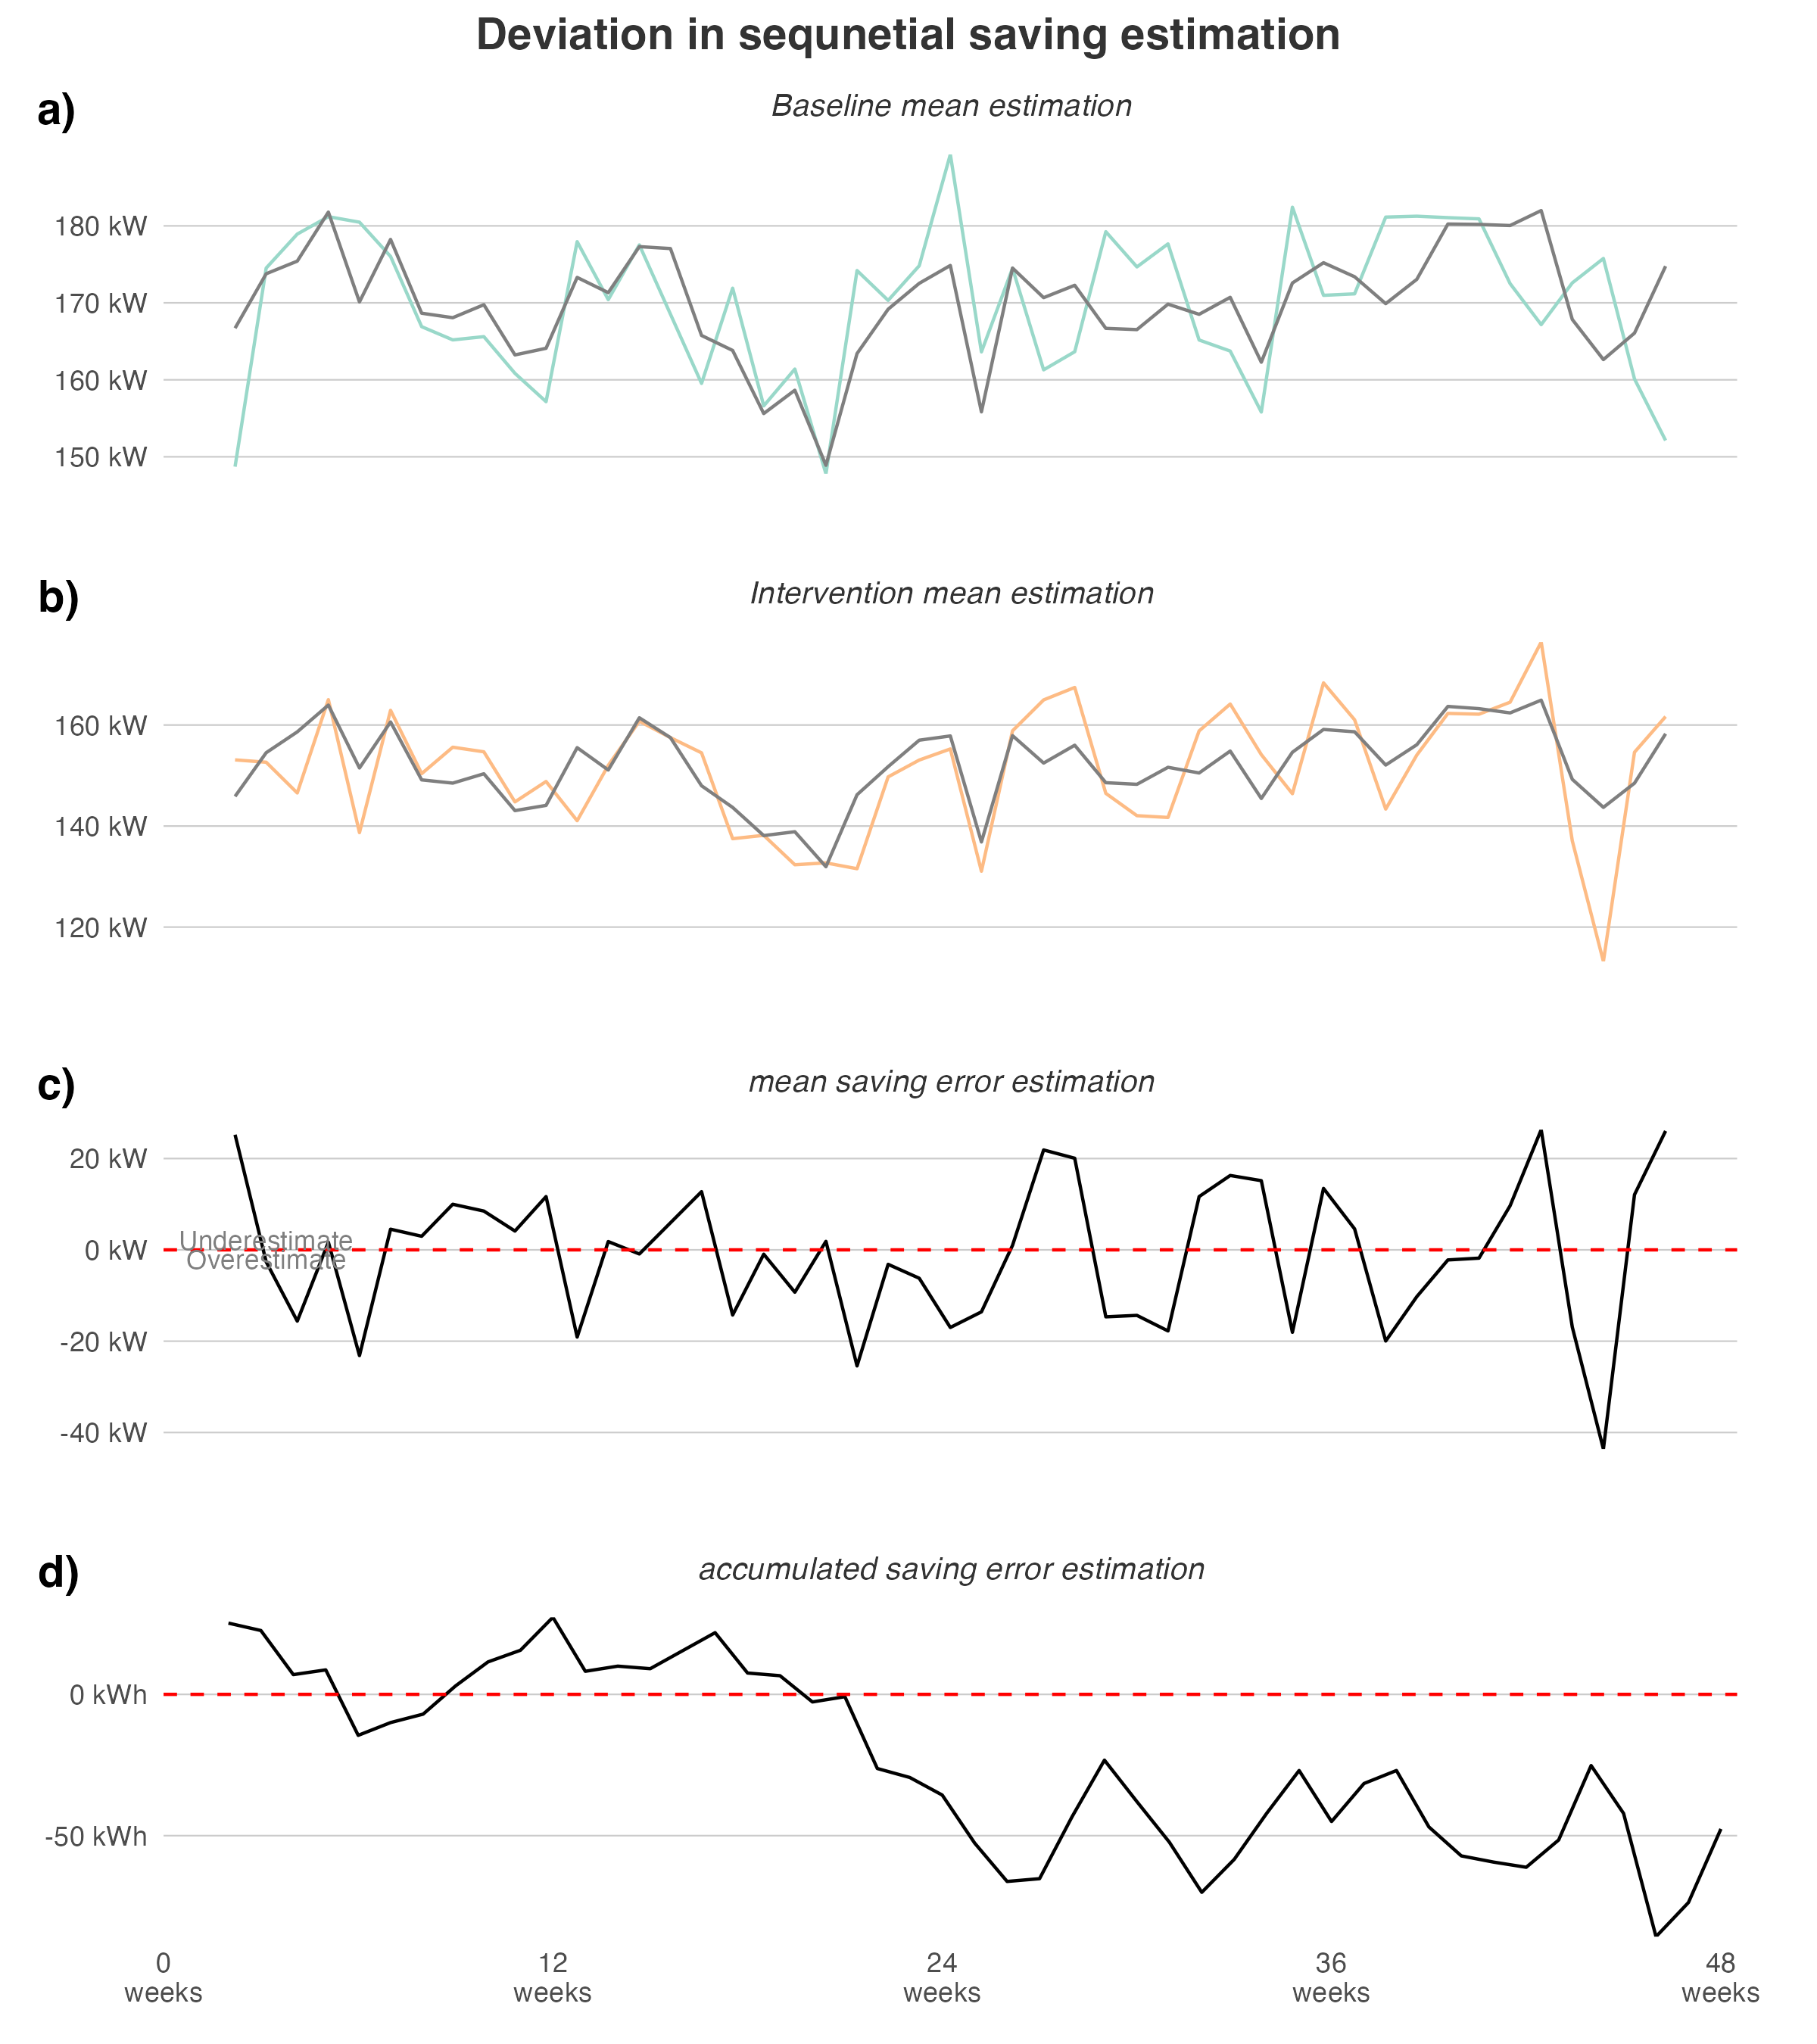 Deviation in sequnetial saving estimation
a)
Baseline mean estimation
180 kW
170 kW
160 kW
150 kW
b)
Intervention mean estimation
160 kW
140 kW
120 kW
c)
mean saving error estimation
20 kW
Underestimate
0 kW
Overestimate
-20 kW
-40 kW
d)
accumulated saving error estimation
0 kWh
-50 kWh
0 12 24 36 48
weeks weeks weeks weeks weeks